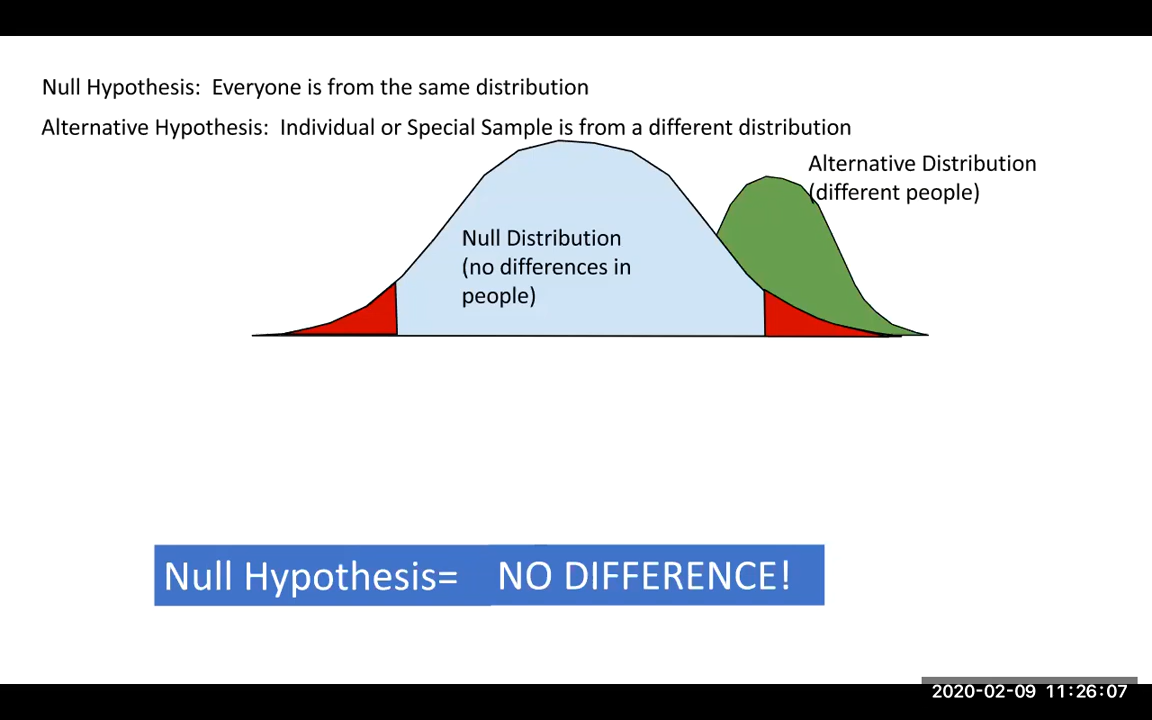 Null Hypothesis: Everyone is from the same distribution
Alternative Hypothesis: Individual or Special Sample is from a different distribution
Alternative Distribution
(different people)
Null Distribution
(no differences in
people)
Null Hypothesis= NO DIFFERENCE!
2020-02-09 11:26:07